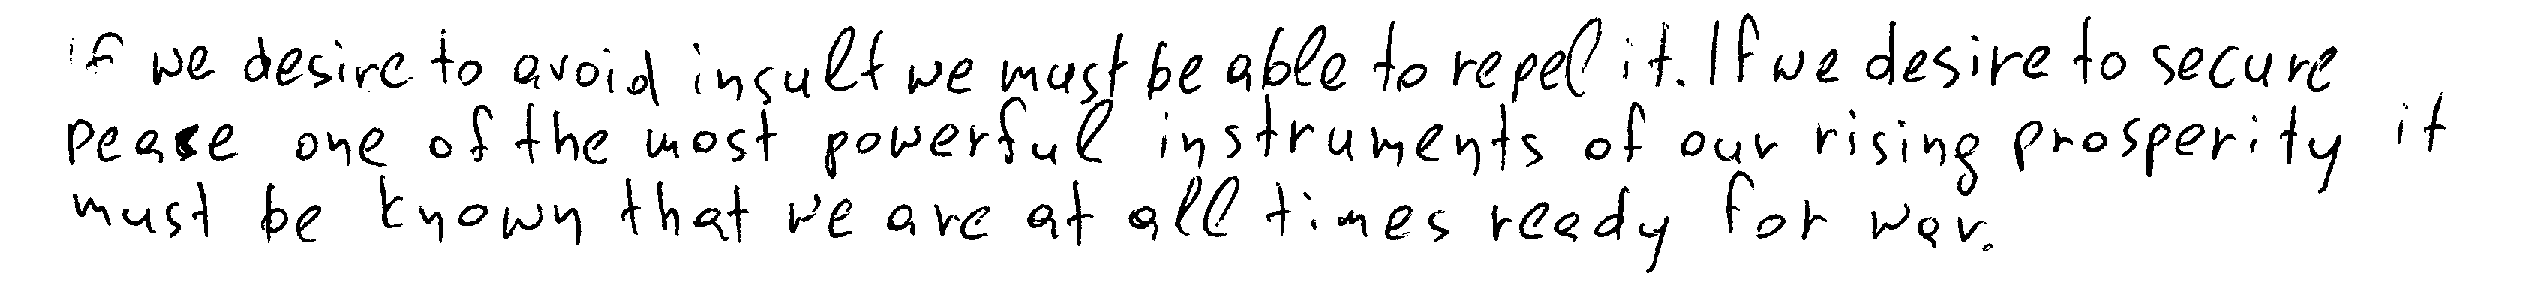 if we desire to avoid insult we must be able to repel it. If we desire to secure
peace one of the most powerful instruments of our rising prosperity it
must be known that we are at all times ready for war.